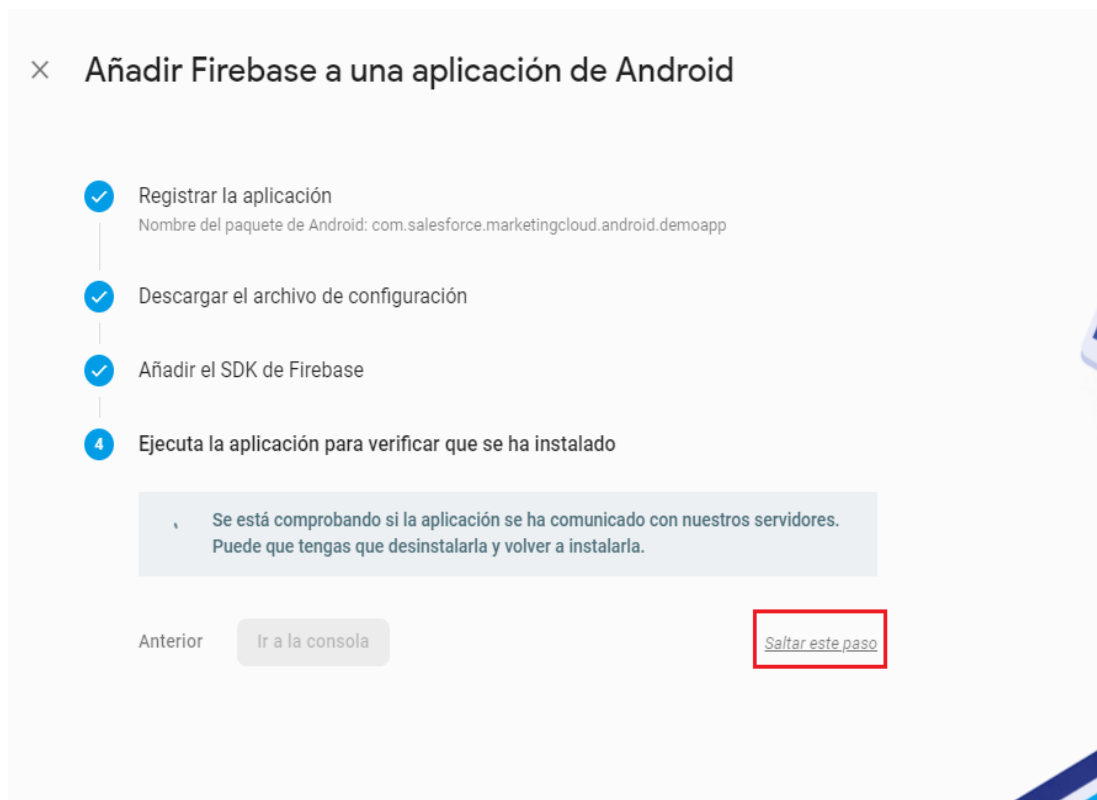 Añadir Firebase a una aplicación de Android
Registrar la aplicación
Nombre del paquete de Android: com.salesforce.marketingcloud.android.demoapp
Descargar el archivo de configuración
Añadir el SDK de Firebase
4 Ejecuta la aplicación para verificar que se ha instalado
Se está comprobando si la aplicación se ha comunicado con nuestros servidores.
Puede que tengas que desinstalarla y volver a instalarla.
Anterior Ir a la consola Saltar este paso